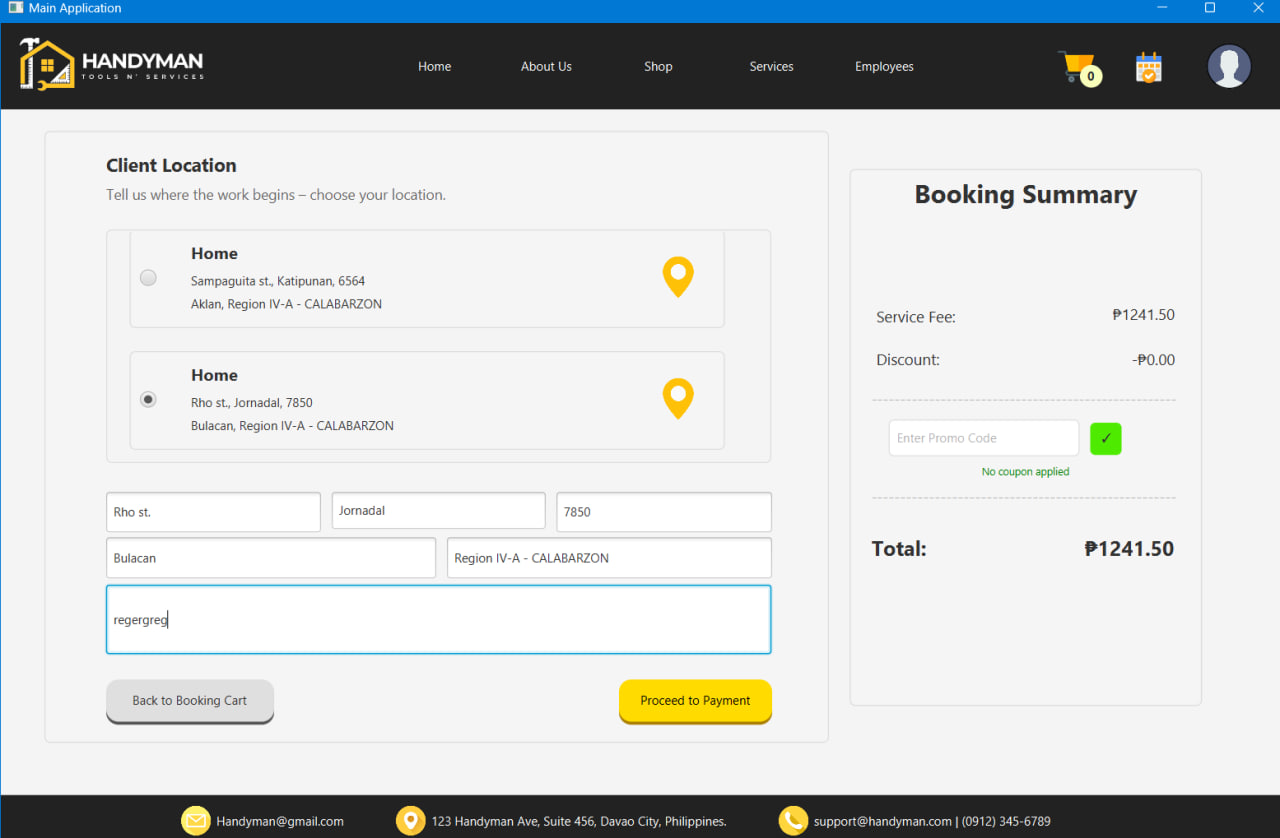 Main Application
HANDYMAN
TOOLS N' SERVICES
Home
About Us
Shop
Services
Employees
0
Client Location
Tell us where the work begins – choose your location.
Home
Sampaguita st., Katipunan, 6564
Aklan, Region IV-A - CALABARZON
Home
Rho st., Jornadal, 7850
Bulacan, Region IV-A - CALABARZON
Rho st.
Jornadal
7850
Bulacan
Region IV-A - CALABARZON
regergreg
Back to Booking Cart
Proceed to Payment
Booking Summary
Service Fee: ₱1241.50
Discount: -₱0.00
Enter Promo Code ✓
No coupon applied
Total: ₱1241.50
Handyman@gmail.com
123 Handyman Ave, Suite 456, Davao City, Philippines.
support@handyman.com | (0912) 345-6789